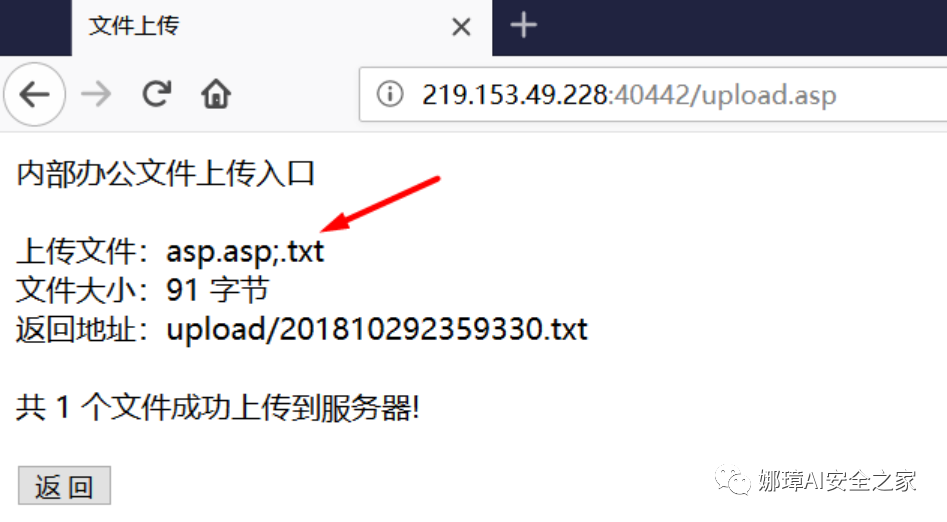 文件上传
219.153.49.228:40442/upload.asp
内部办公文件上传入口
上传文件：asp.asp;.txt
文件大小：91 字节
返回地址：upload/201810292359330.txt
共 1 个文件成功上传到服务器!
返 回
娜璋AI安全之家